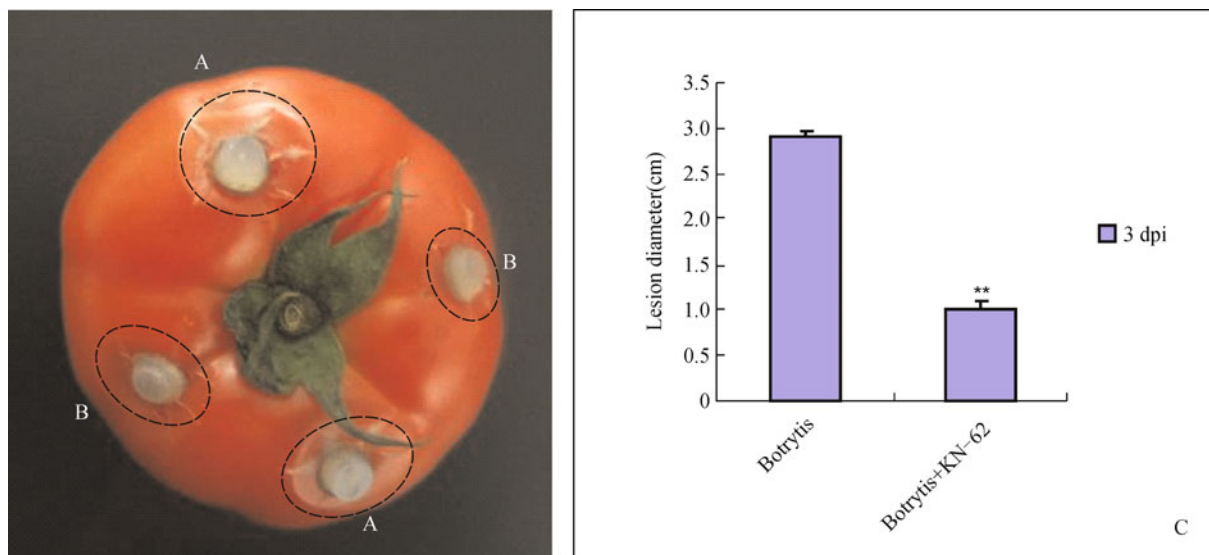 A
B
B
A
3.5
3.0
2.5
2.0
1.5
1.0
0.5
0
Lesion diameter(cm)
**
3 dpi
Botrytis
Botrytis+KN-62
C